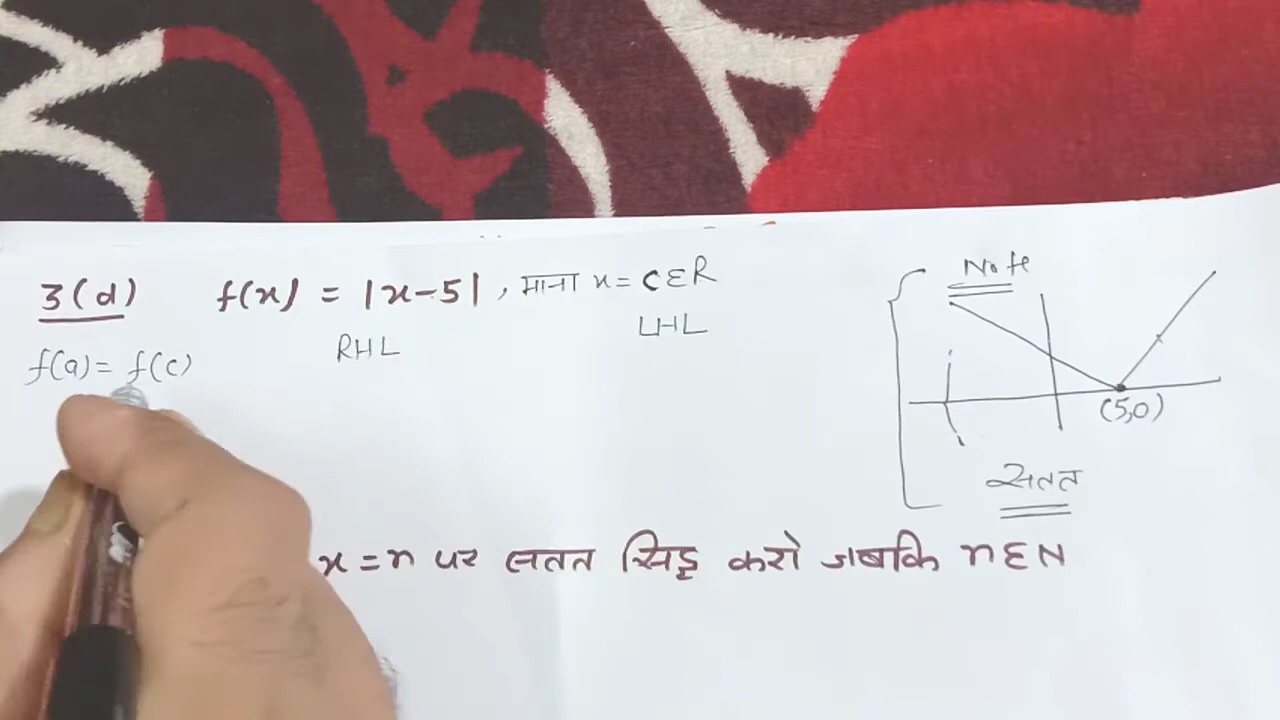 3(d) f(x) = |x-5| , माना x = C ∈ R
f(a) = f(c) RHL LHL
Note
(5,0)
सतत
x = n पर सतत सिद्ध करो जबकि n ∈ N